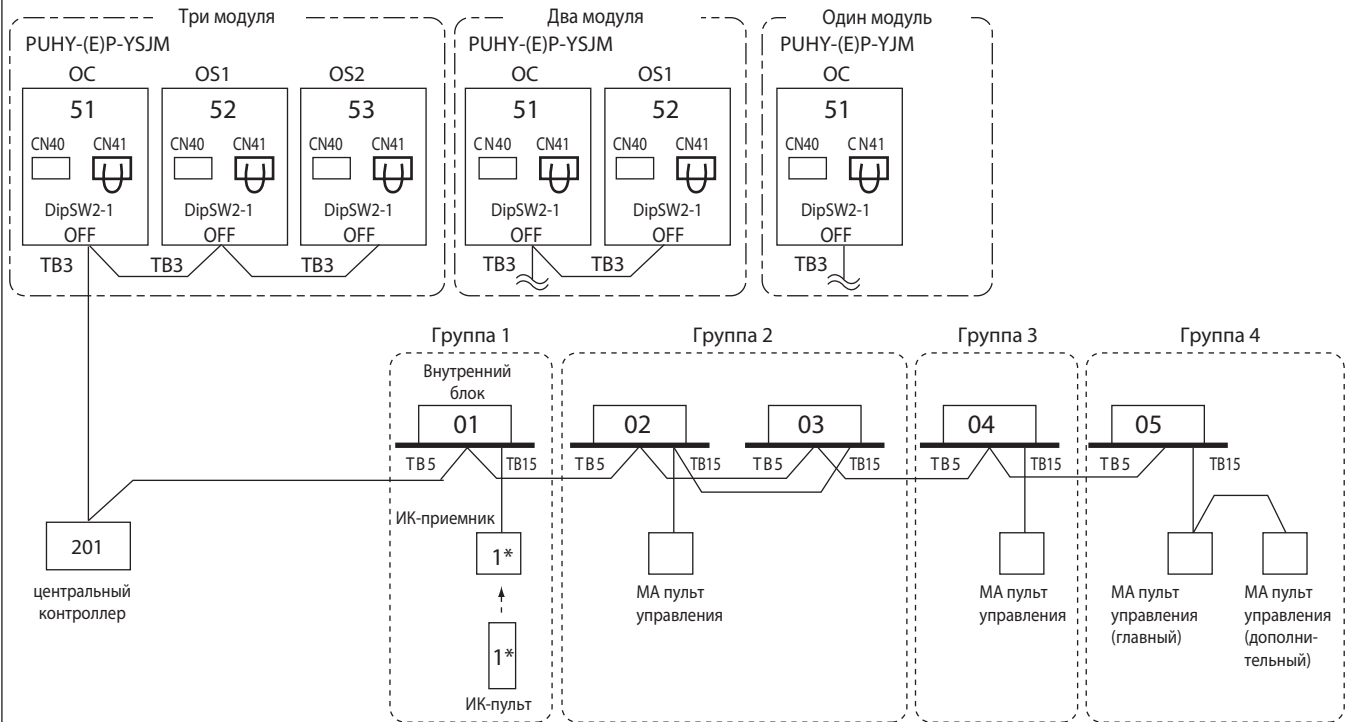 Три модуля
PUHY-(E)P-YSJM
OC
OS1
OS2
51
52
53
CN40
CN41
CN40
CN41
CN40
CN41
DipSW2-1
OFF
DipSW2-1
OFF
DipSW2-1
OFF
TB3
TB3
TB3
Два модуля
PUHY-(E)P-YSJM
OC
OS1
51
52
CN40
CN41
CN40
CN41
DipSW2-1
OFF
DipSW2-1
OFF
TB3
TB3
Один модуль
PUHY-(E)P-YJM
OC
51
CN40
CN41
DipSW2-1
OFF
TB3
201
центральный
контроллер
Группа 1
Внутренний
блок
01
TB5
TB15
ИК-приемник
1*
1*
ИК-пульт
Группа 2
02
03
TB5
TB15
TB5
TB15
МА пульт
управления
Группа 3
04
TB5
TB15
МА пульт
управления
Группа 4
05
TB5
TB15
МА пульт
управления
(главный)
МА пульт
управления
(дополни-
тельный)